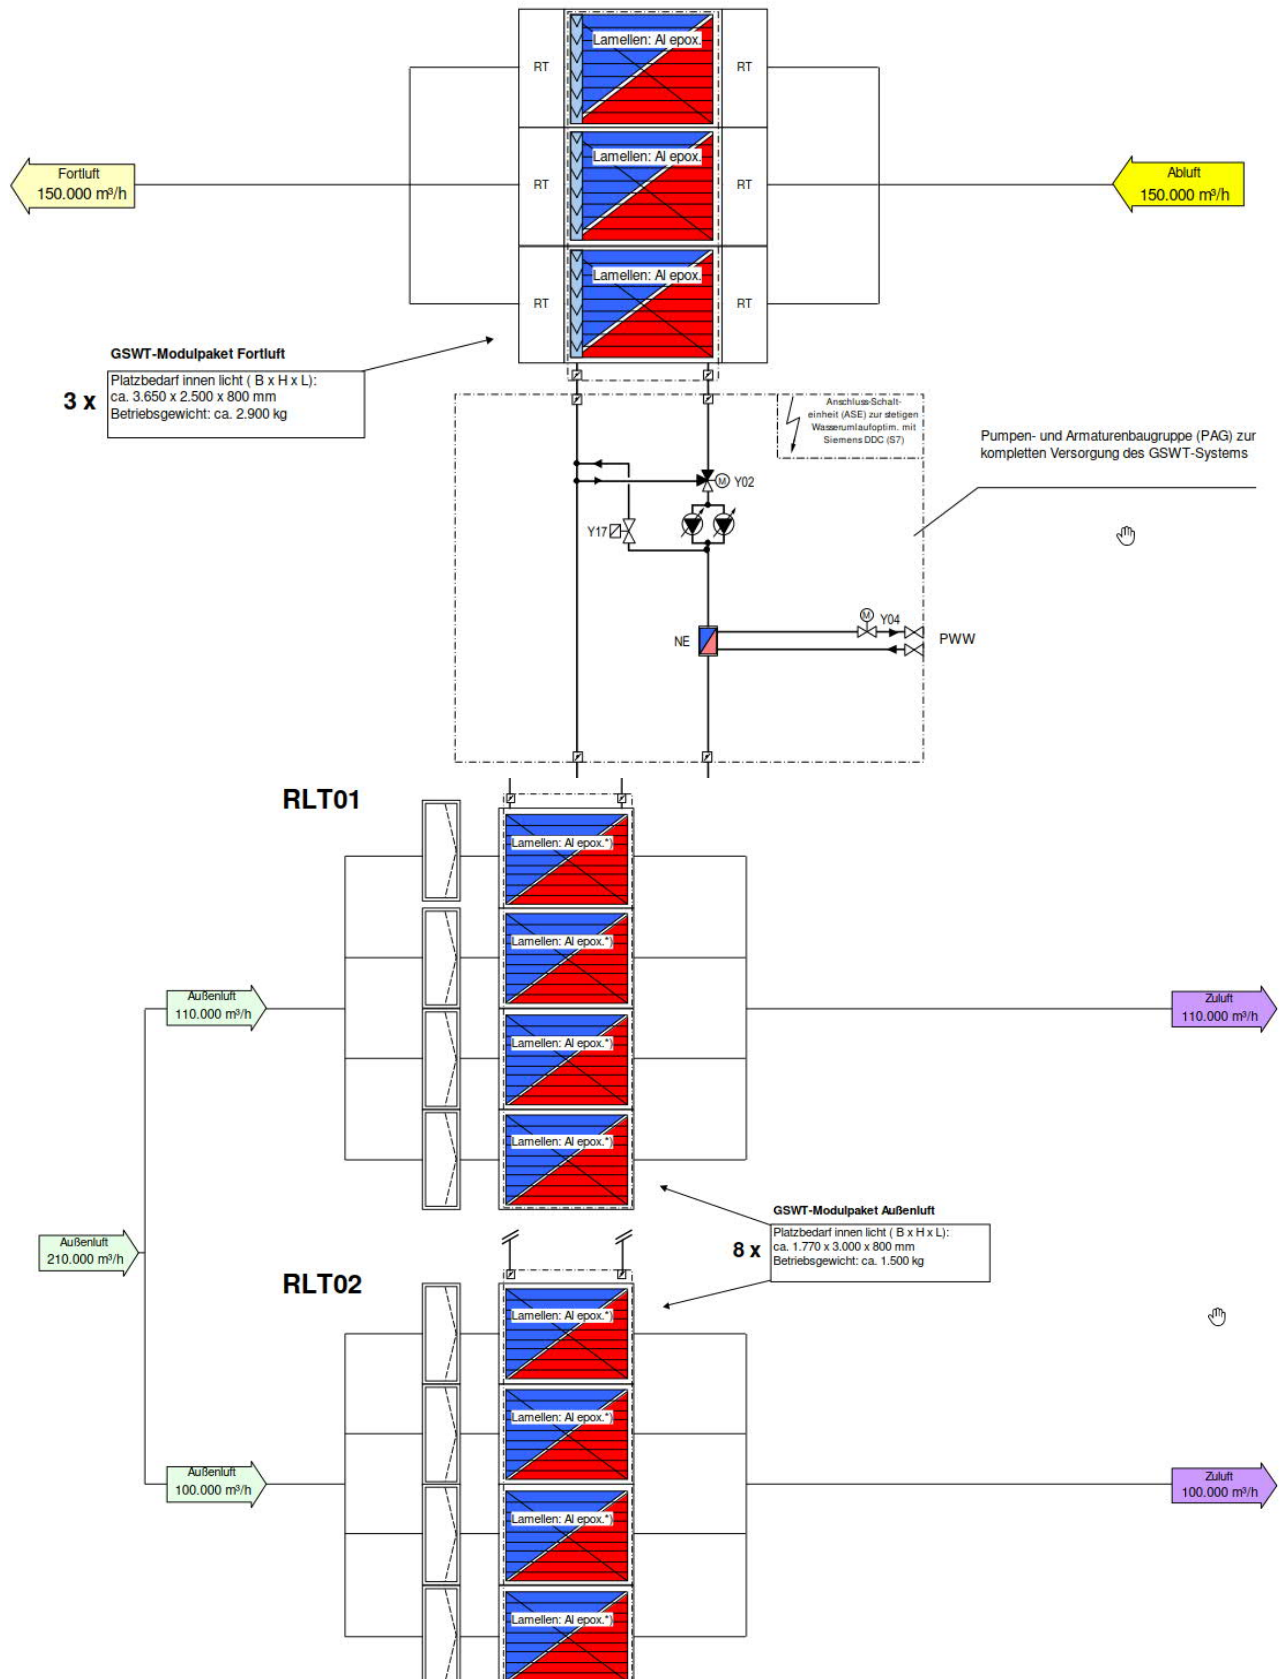 Lamellen: Al epox.
RT
RT
Lamellen: Al epox.
RT
RT
Fortluft
150.000 m³/h
Abluft
150.000 m³/h
Lamellen: Al epox.
RT
RT
GSWT-Modulpaket Fortluft
3 x
Platzbedarf innen licht ( B x H x L):
ca. 3.650 x 2.500 x 800 mm
Betriebsgewicht: ca. 2.900 kg
Anschluss-Schalt-
einheit (ASE) zur stetigen
Wasserumlaufoptim. mit
Siemens DDC (S7)
Pumpen- und Armaturenbaugruppe (PAG) zur
kompletten Versorgung des GSWT-Systems
M Y02
Y17
M
Y04
NE
PWW
RLT01
Lamellen: Al epox.*)
Lamellen: Al epox.*)
Außenluft
110.000 m³/h
Zuluft
110.000 m³/h
Lamellen: Al epox.*)
Lamellen: Al epox.*)
GSWT-Modulpaket Außenluft
8 x
Platzbedarf innen licht ( B x H x L):
ca. 1.770 x 3.000 x 800 mm
Betriebsgewicht: ca. 1.500 kg
Außenluft
210.000 m³/h
RLT02
Lamellen: Al epox.*)
Lamellen: Al epox.*)
Außenluft
100.000 m³/h
Zuluft
100.000 m³/h
Lamellen: Al epox.*)
Lamellen: Al epox.*)